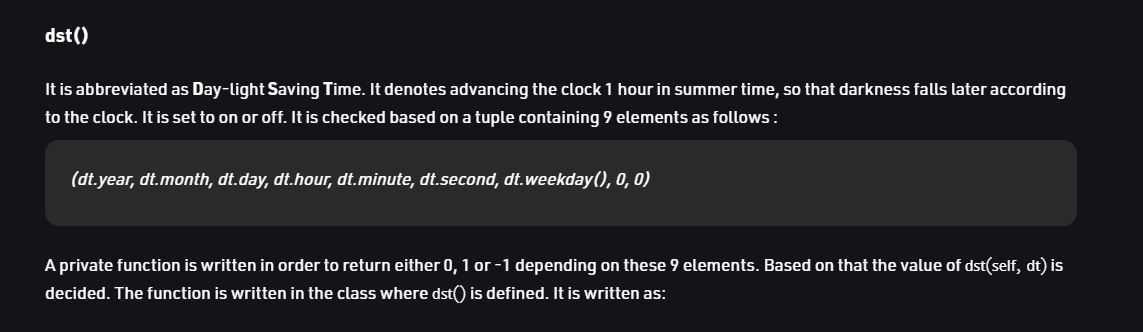 dst()
It is abbreviated as Day-light Saving Time. It denotes advancing the clock 1 hour in summer time, so that darkness falls later according
to the clock. It is set to on or off. It is checked based on a tuple containing 9 elements as follows :
(dt.year, dt.month, dt.day, dt.hour, dt.minute, dt.second, dt.weekday(), 0, 0)
A private function is written in order to return either 0, 1 or -1 depending on these 9 elements. Based on that the value of dst(self, dt) is
decided. The function is written in the class where dst() is defined. It is written as: